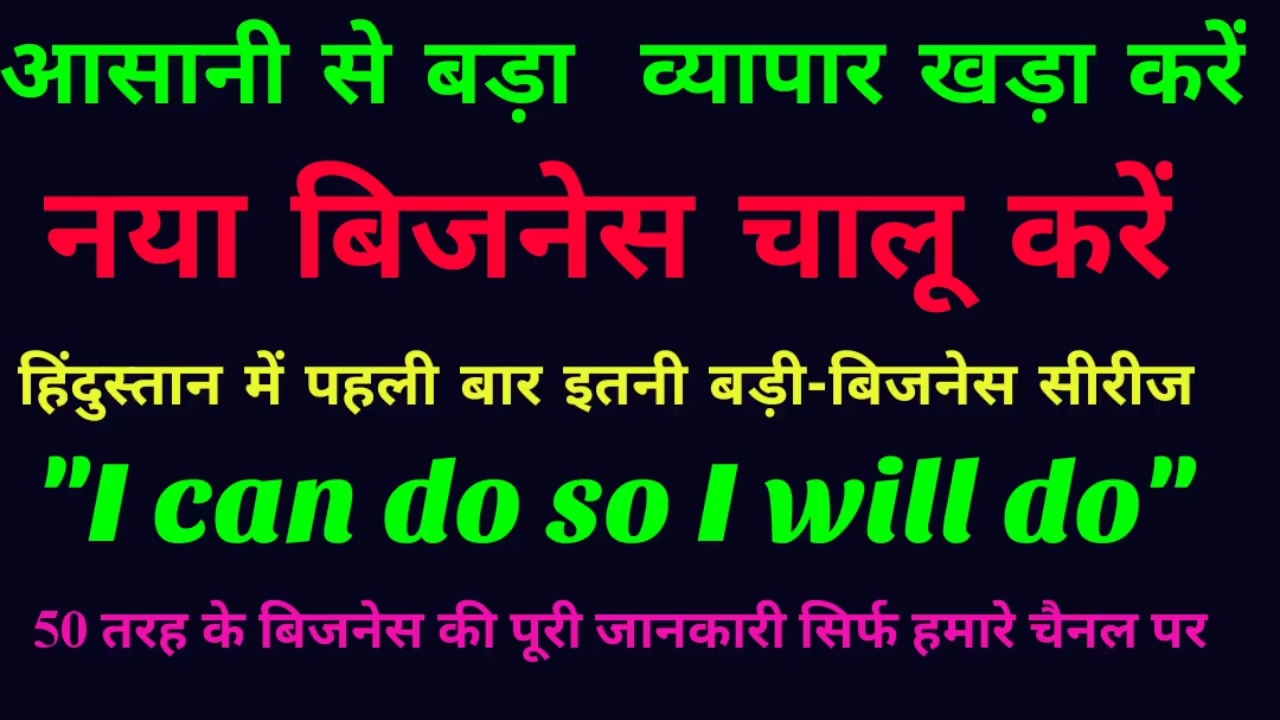 आसानी से बड़ा व्यापार खड़ा करें
नया बिजनेस चालू करें
हिंदुस्तान में पहली बार इतनी बड़ी-बिजनेस सीरीज
"I can do so I will do"
50 तरह के बिजनेस की पूरी जानकारी सिर्फ हमारे चैनल पर